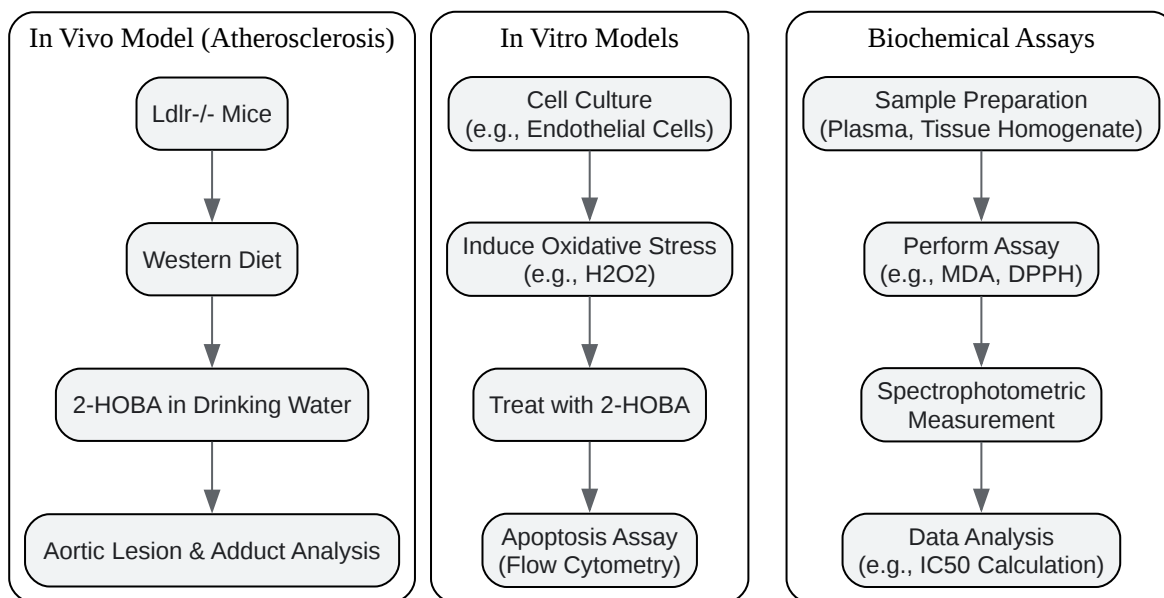 In Vivo Model (Atherosclerosis)
Ldlr-/- Mice
Western Diet
2-HOBA in Drinking Water
Aortic Lesion & Adduct Analysis
In Vitro Models
Cell Culture
(e.g., Endothelial Cells)
Induce Oxidative Stress
(e.g., H2O2)
Treat with 2-HOBA
Apoptosis Assay
(Flow Cytometry)
Biochemical Assays
Sample Preparation
(Plasma, Tissue Homogenate)
Perform Assay
(e.g., MDA, DPPH)
Spectrophotometric
Measurement
Data Analysis
(e.g., IC50 Calculation)